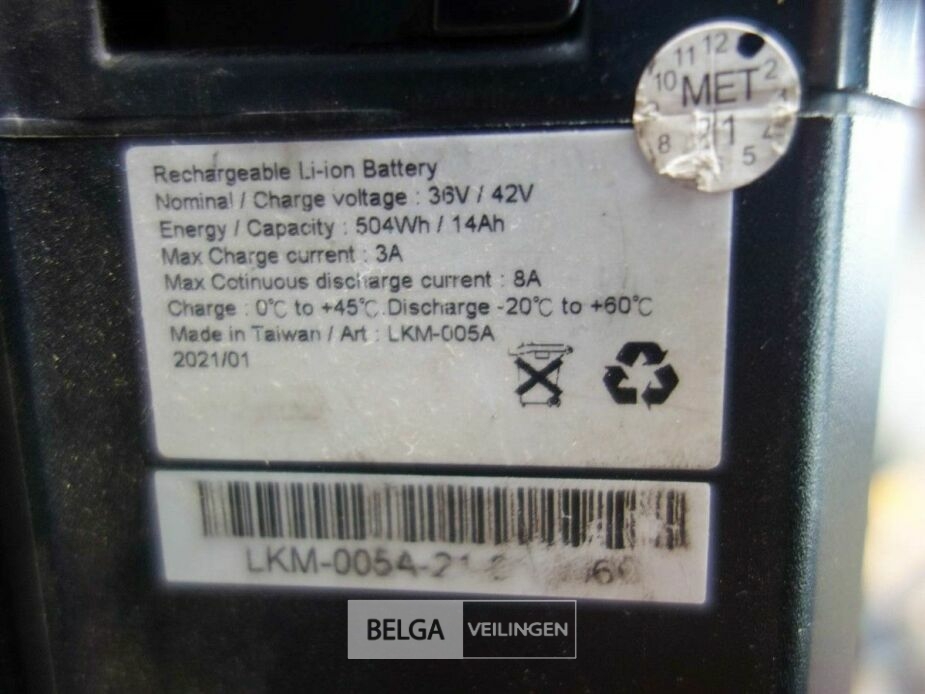 11 12 2
10 MET
8 5
Rechargeable Li-ion Battery
Nominal / Charge voltage : 36V / 42V
Energy / Capacity : 504Wh / 14Ah
Max Charge current : 3A
Max Cotinuous discharge current : 8A
Charge : 0℃ to +45℃.Discharge -20℃ to +60℃
Made in Taiwan / Art : LKM-005A
2021/01
LKM-005A-21
BELGA VEILINGEN